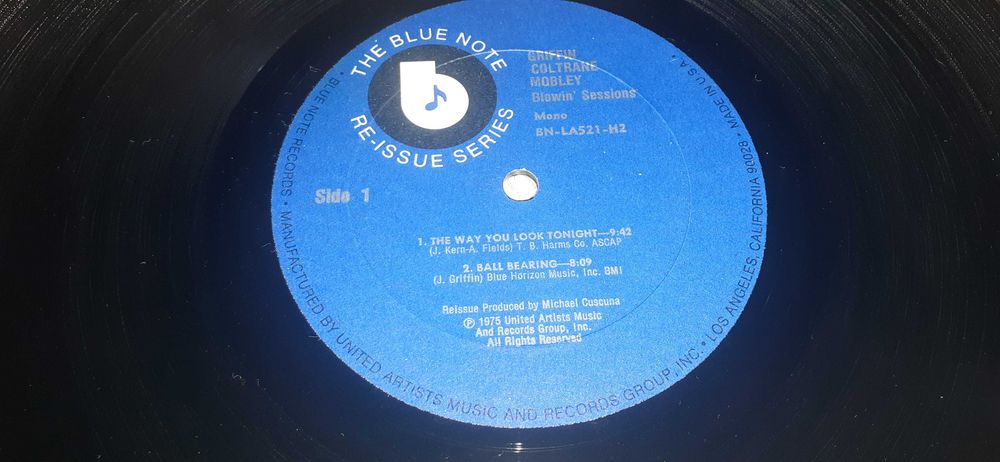 THE BLUE NOTE
RE-ISSUE SERIES
GRIFFIN
COLTRANE
MOBLEY
Blowin' Sessions
Mono
BN-LA521-H2
Side 1
1. THE WAY YOU LOOK TONIGHT—9:42
(J. Kern-A. Fields) T. B. Harms Co. ASCAP
2. BALL BEARING—8:09
(J. Griffin) Blue Horizon Music, Inc. BMI
Reissue Produced by Michael Cuscuna
℗ 1975 United Artists Music
And Records Group, Inc.
All Rights Reserved
• BLUE NOTE RECORDS • MANUFACTURED BY UNITED ARTISTS MUSIC AND RECORDS GROUP, INC. • LOS ANGELES, CALIFORNIA 90028 • MADE IN U.S.A.